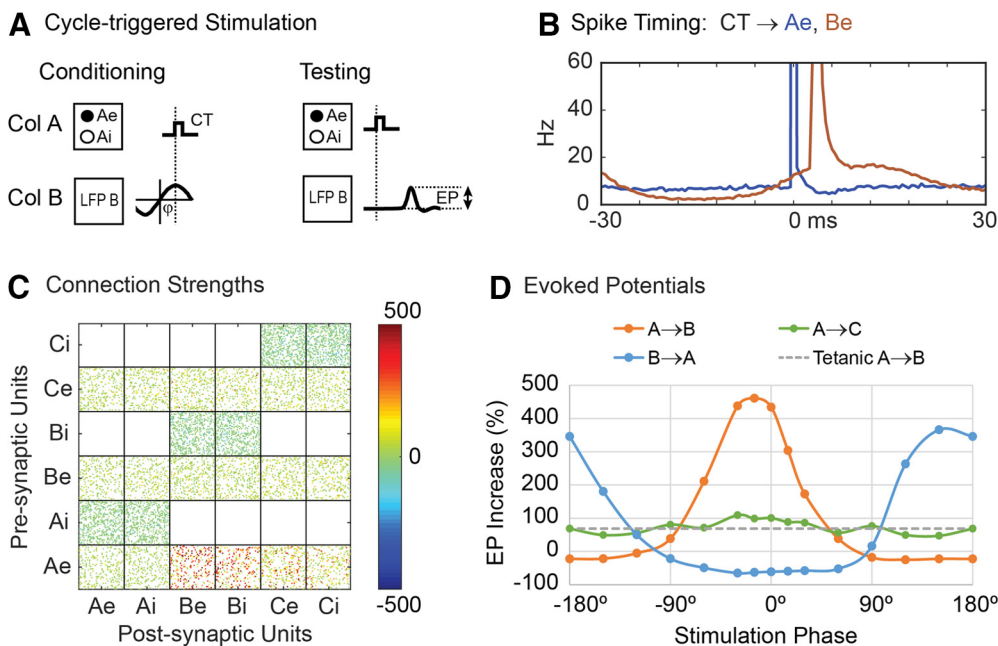 A Cycle-triggered Stimulation
Conditioning
Testing
Col A
Ae
Ai
CT
Ae
Ai
Col B
LFP B
φ
LFP B
EP
B Spike Timing: CT → Ae, Be
60
40
20
0
Hz
-30
0 ms
30
C Connection Strengths
Pre-synaptic Units
Ci
Ce
Bi
Be
Ai
Ae
Ae Ai Be Bi Ce Ci
Post-synaptic Units
500
0
-500
D Evoked Potentials
A→B
A→C
B→A
Tetanic A→B
EP Increase (%)
500
400
300
200
100
0
-100
-180º -90º 0º 90º 180º
Stimulation Phase